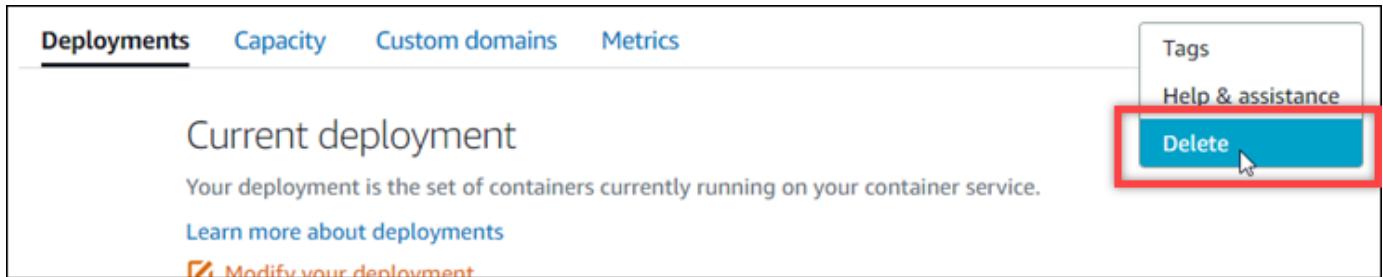 Deployments Capacity Custom domains Metrics
Tags
Help & assistance
Delete
Current deployment
Your deployment is the set of containers currently running on your container service.
Learn more about deployments
Modify your deployment